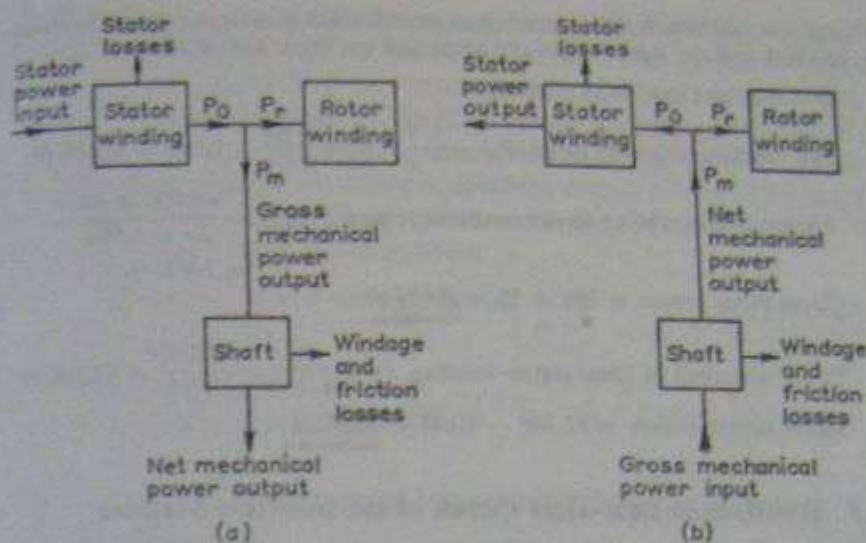 Stator
losses
Stator
power
input
Stator
winding
P₀
Pᵣ
Rotor
winding
Pₘ
Gross
mechanical
power
output
Shaft
Windage
and
friction
losses
Net mechanical
power output
(a)
Stator
losses
Stator
power
output
Stator
winding
P₀
Pᵣ
Rotor
winding
Pₘ
Net
mechanical
power
output
Shaft
Windage
and
friction
losses
Gross mechanical
power input
(b)